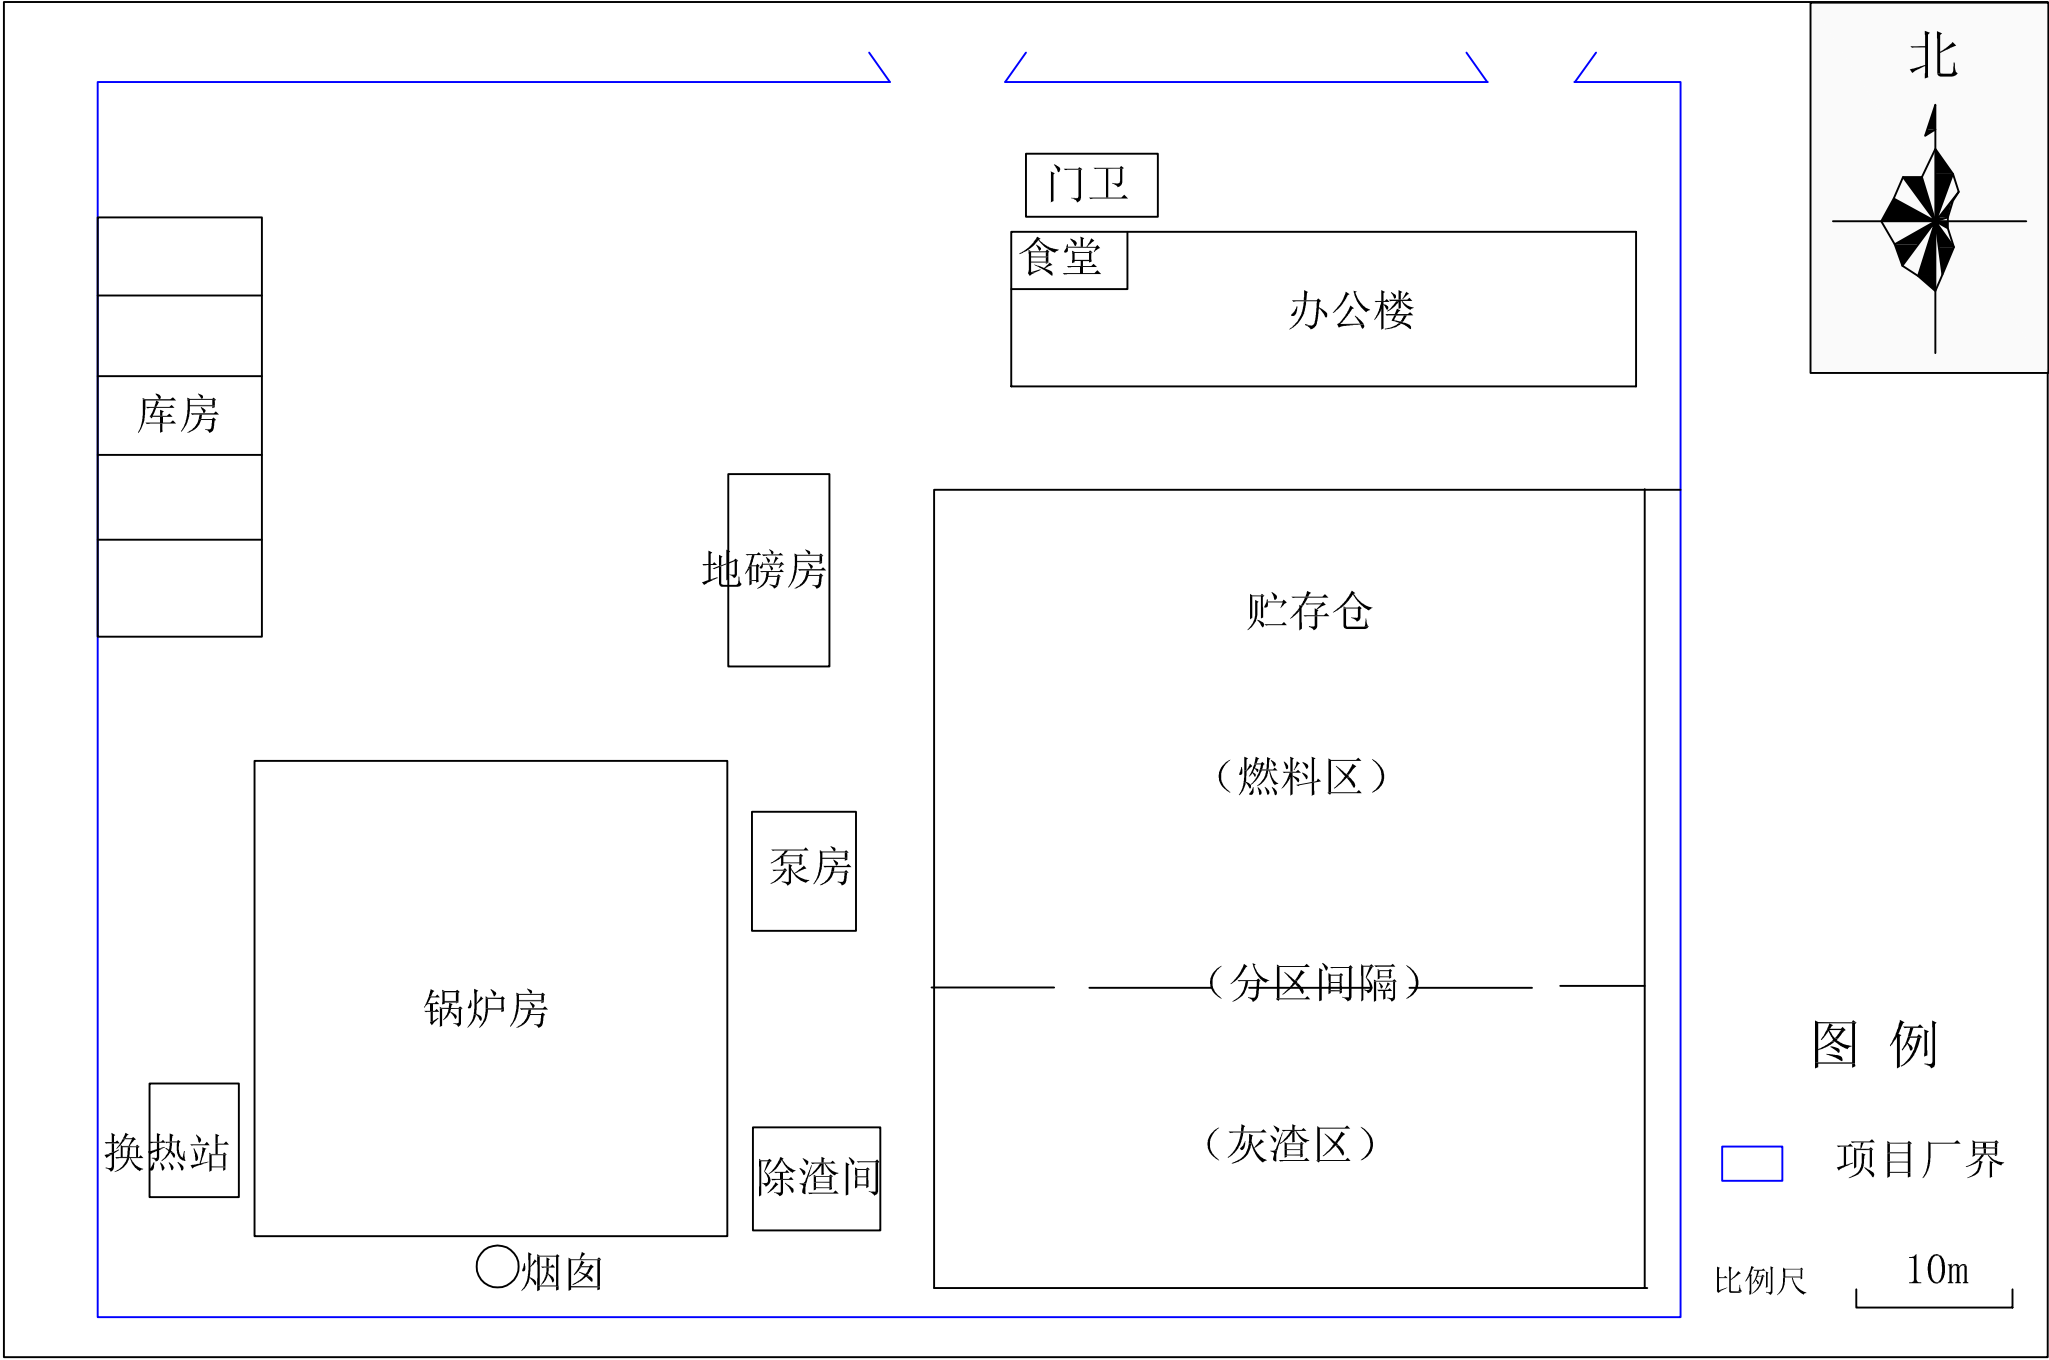 北
门卫
食堂
办公楼
库房
地磅房
贮存仓
（燃料区）
泵房
（分区间隔）
锅炉房
图 例
换热站
（灰渣区）
除渣间
项目厂界
烟囱
比例尺
10m